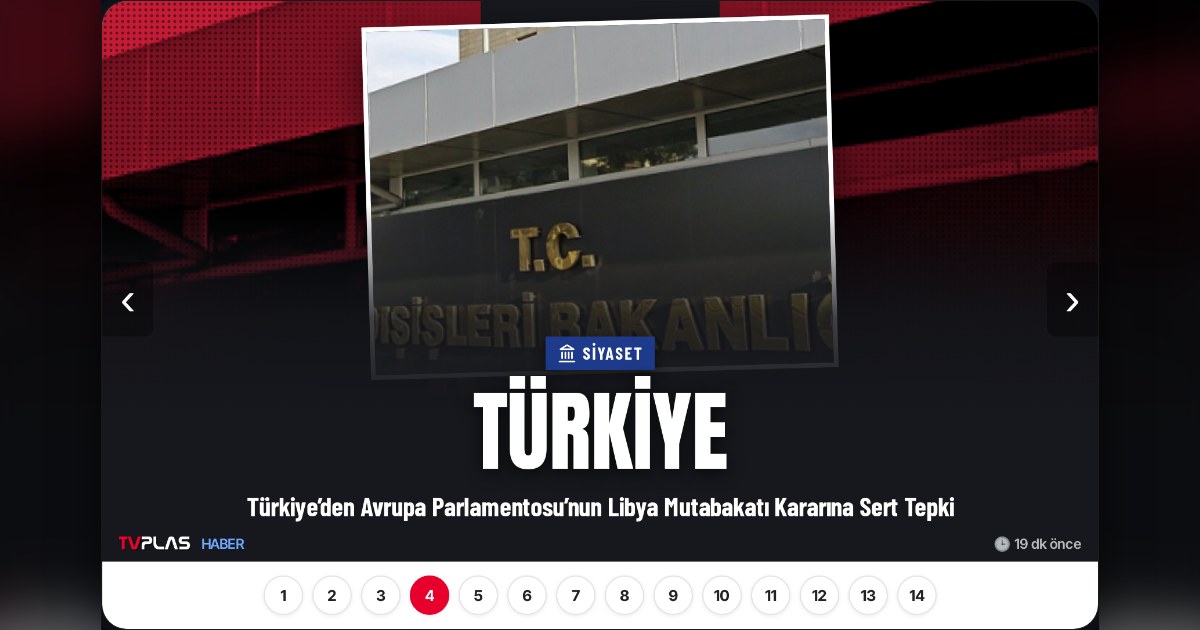 T.C.
DIŞİŞLERİ BAKANLIĞ
SİYASET
TÜRKİYE
Türkiye’den Avrupa Parlamentosu’nun Libya Mutabakatı Kararına Sert Tepki
TVPLAS HABER
19 dk önce
1 2 3 4 5 6 7 8 9 10 11 12 13 14